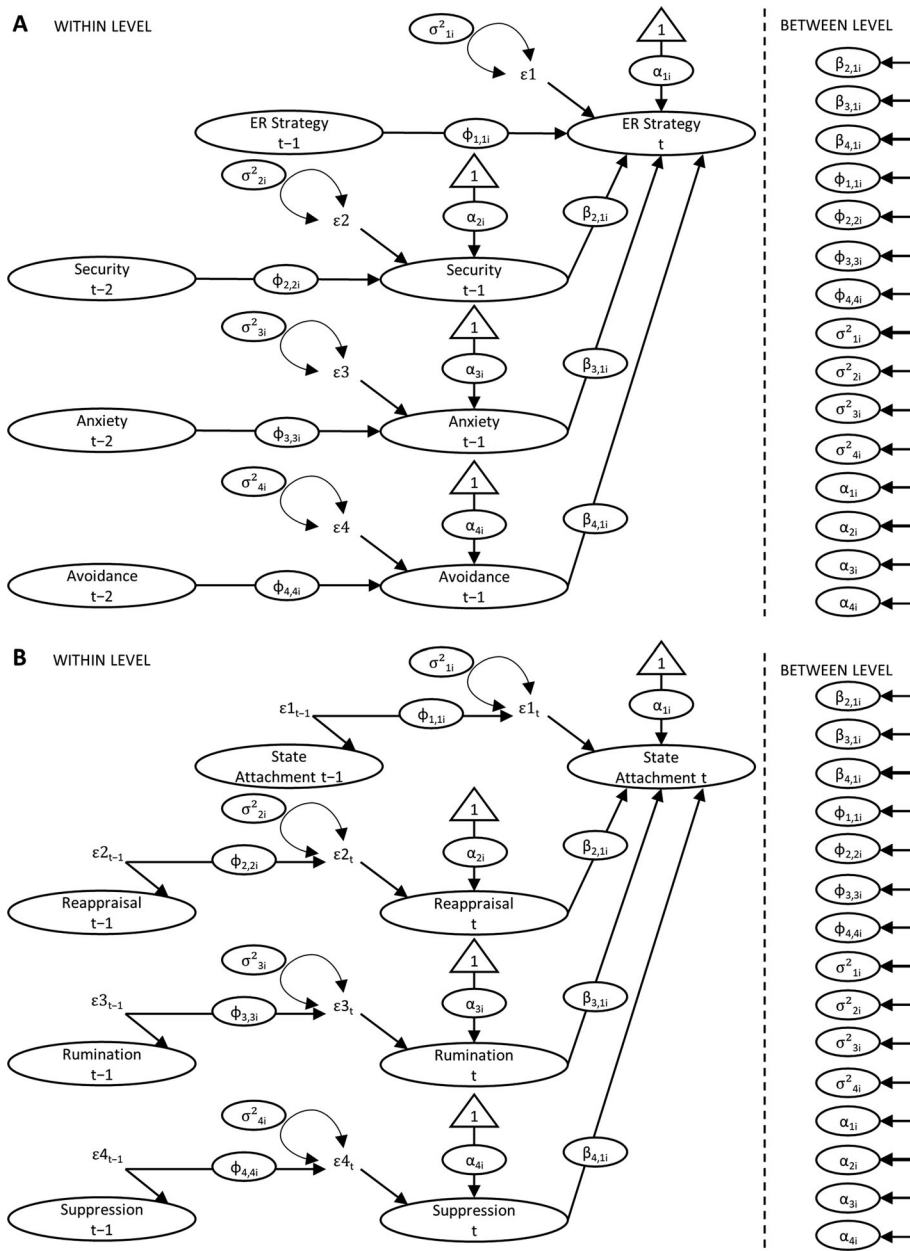 A WITHIN LEVEL
BETWEEN LEVEL
σ²₁ᵢ
1
ε1
α₁ᵢ
ER Strategy
t−1
ϕ₁,₁ᵢ
ER Strategy
t
σ²₂ᵢ
1
ε2
α₂ᵢ
β₂,₁ᵢ
Security
t−2
ϕ₂,₂ᵢ
Security
t−1
σ²₃ᵢ
1
ε3
α₃ᵢ
β₃,₁ᵢ
Anxiety
t−2
ϕ₃,₃ᵢ
Anxiety
t−1
σ²₄ᵢ
1
ε4
α₄ᵢ
β₄,₁ᵢ
Avoidance
t−2
ϕ₄,₄ᵢ
Avoidance
t−1
β₂,₁ᵢ
β₃,₁ᵢ
β₄,₁ᵢ
ϕ₁,₁ᵢ
ϕ₂,₂ᵢ
ϕ₃,₃ᵢ
ϕ₄,₄ᵢ
σ²₁ᵢ
σ²₂ᵢ
σ²₃ᵢ
σ²₄ᵢ
α₁ᵢ
α₂ᵢ
α₃ᵢ
α₄ᵢ
B WITHIN LEVEL
BETWEEN LEVEL
σ²₁ᵢ
1
ε1ₜ₋₁
ϕ₁,₁ᵢ
ε1ₜ
α₁ᵢ
State
Attachment t−1
State
Attachment t
σ²₂ᵢ
1
ε2ₜ₋₁
ϕ₂,₂ᵢ
ε2ₜ
α₂ᵢ
β₂,₁ᵢ
Reappraisal
t−1
Reappraisal
t
σ²₃ᵢ
1
ε3ₜ₋₁
ϕ₃,₃ᵢ
ε3ₜ
α₃ᵢ
β₃,₁ᵢ
Rumination
t−1
Rumination
t
σ²₄ᵢ
1
ε4ₜ₋₁
ϕ₄,₄ᵢ
ε4ₜ
α₄ᵢ
β₄,₁ᵢ
Suppression
t−1
Suppression
t
β₂,₁ᵢ
β₃,₁ᵢ
β₄,₁ᵢ
ϕ₁,₁ᵢ
ϕ₂,₂ᵢ
ϕ₃,₃ᵢ
ϕ₄,₄ᵢ
σ²₁ᵢ
σ²₂ᵢ
σ²₃ᵢ
σ²₄ᵢ
α₁ᵢ
α₂ᵢ
α₃ᵢ
α₄ᵢ